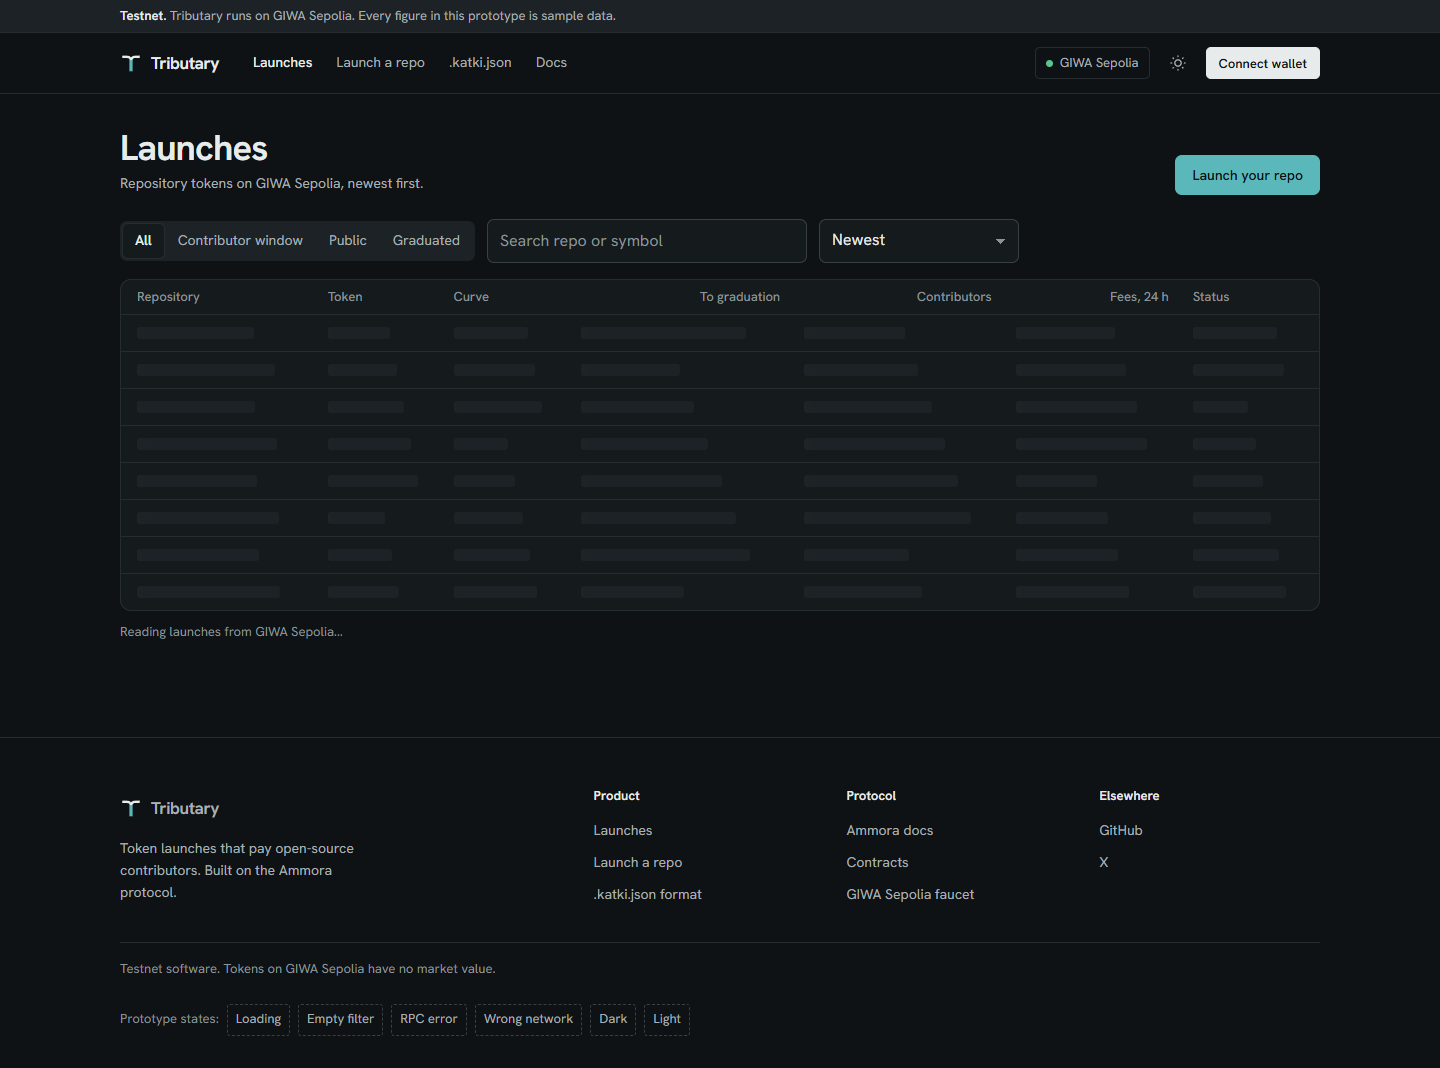 Testnet. Tributary runs on GIWA Sepolia. Every figure in this prototype is sample data.
Tributary Launches Launch a repo .katki.json Docs GIWA Sepolia Connect wallet
Launches
Repository tokens on GIWA Sepolia, newest first.
Launch your repo
All Contributor window Public Graduated Search repo or symbol Newest
Repository Token Curve To graduation Contributors Fees, 24 h Status
Reading launches from GIWA Sepolia...
Tributary
Token launches that pay open-source
contributors. Built on the Ammora
protocol.
Product
Launches
Launch a repo
.katki.json format
Protocol
Ammora docs
Contracts
GIWA Sepolia faucet
Elsewhere
GitHub
X
Testnet software. Tokens on GIWA Sepolia have no market value.
Prototype states: Loading Empty filter RPC error Wrong network Dark Light